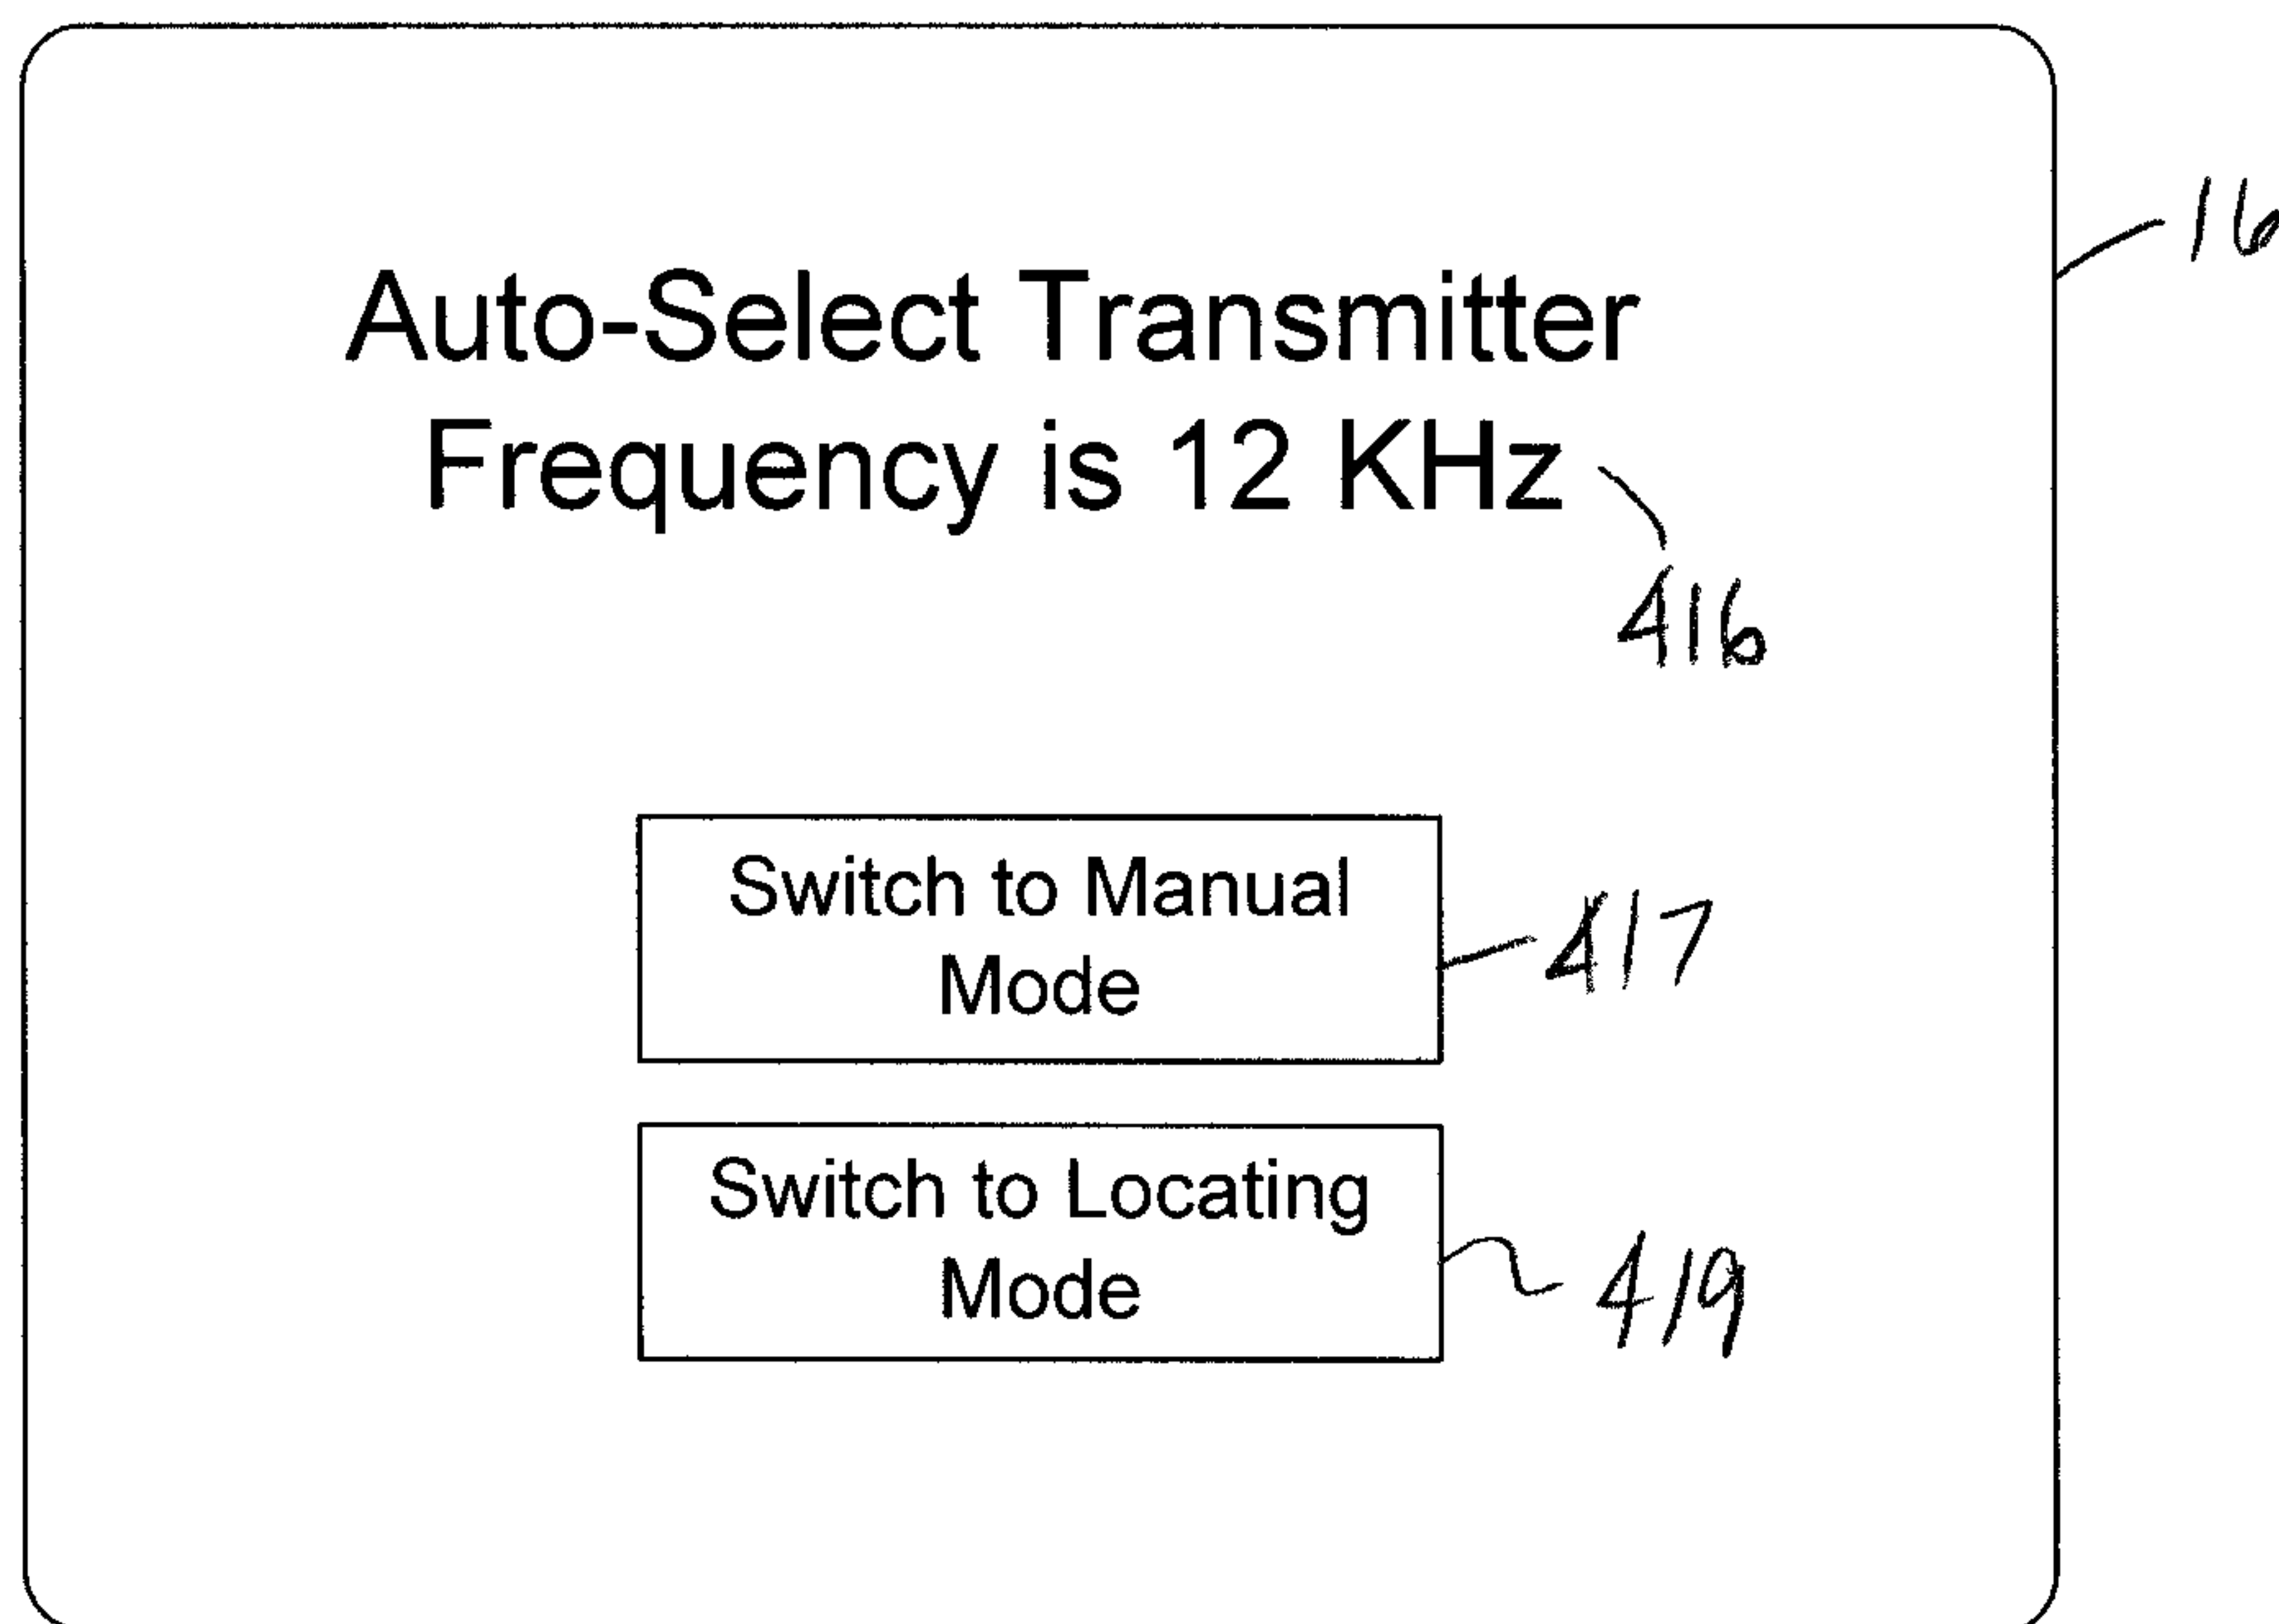 16
Auto-Select Transmitter
Frequency is 12 KHz
416
Switch to Manual
Mode
417
Switch to Locating
Mode
419